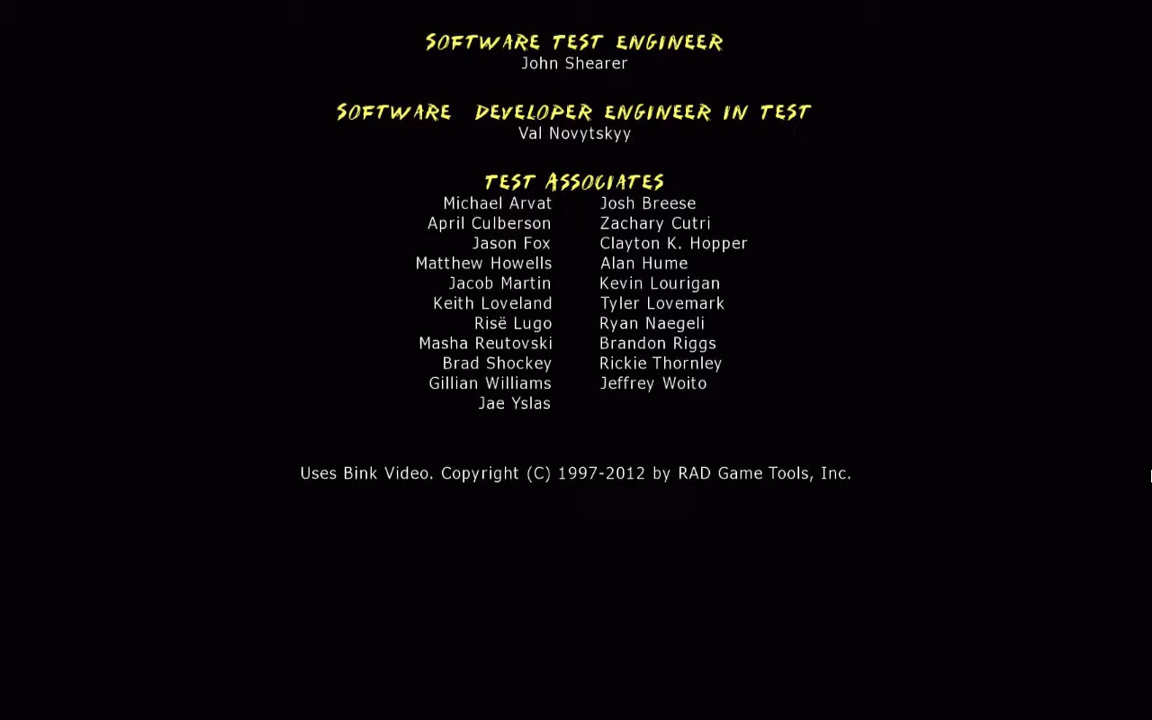 SOFTWARE TEST ENGINEER
John Shearer
SOFTWARE DEVELOPER ENGINEER IN TEST
Val Novytskyy
TEST ASSOCIATES
Michael Arvat Josh Breese
April Culberson Zachary Cutri
Jason Fox Clayton K. Hopper
Matthew Howells Alan Hume
Jacob Martin Kevin Lourigan
Keith Loveland Tyler Lovemark
Risë Lugo Ryan Naegeli
Masha Reutovski Brandon Riggs
Brad Shockey Rickie Thornley
Gillian Williams Jeffrey Woito
Jae Yslas
Uses Bink Video. Copyright (C) 1997-2012 by RAD Game Tools, Inc.